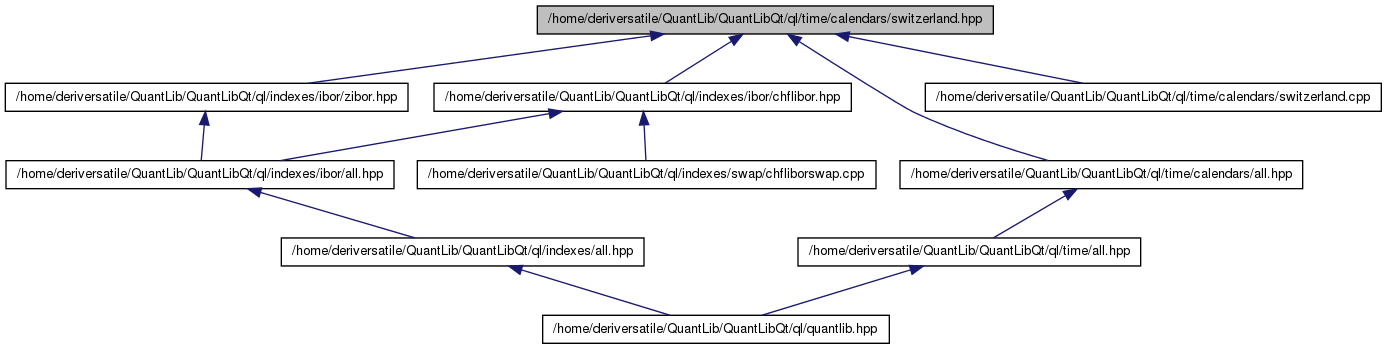 /home/deriversatile/QuantLib/QuantLibQt/ql/time/calendars/switzerland.hpp
/home/deriversatile/QuantLib/QuantLibQt/ql/indexes/ibor/zibor.hpp
/home/deriversatile/QuantLib/QuantLibQt/ql/indexes/ibor/chflibor.hpp
/home/deriversatile/QuantLib/QuantLibQt/ql/time/calendars/switzerland.cpp
/home/deriversatile/QuantLib/QuantLibQt/ql/indexes/ibor/all.hpp
/home/deriversatile/QuantLib/QuantLibQt/ql/indexes/swap/chfliborswap.cpp
/home/deriversatile/QuantLib/QuantLibQt/ql/time/calendars/all.hpp
/home/deriversatile/QuantLib/QuantLibQt/ql/indexes/all.hpp
/home/deriversatile/QuantLib/QuantLibQt/ql/time/all.hpp
/home/deriversatile/QuantLib/QuantLibQt/ql/quantlib.hpp